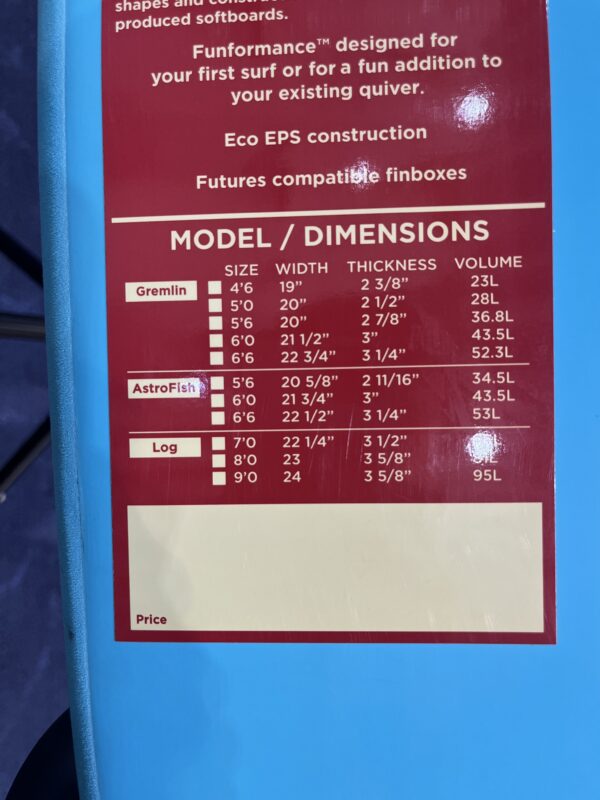 shapes and
produced softboards.
Funformance™ designed for
your first surf or for a fun addition to
your existing quiver.
Eco EPS construction
Futures compatible finboxes
MODEL / DIMENSIONS
SIZE WIDTH THICKNESS VOLUME
Gremlin 4'6 19" 2 3/8" 23L
5'0 20" 2 1/2" 28L
5'6 20" 2 7/8" 36.8L
6'0 21 1/2" 3" 43.5L
6'6 22 3/4" 3 1/4" 52.3L
AstroFish 5'6 20 5/8" 2 11/16" 34.5L
6'0 21 3/4" 3" 43.5L
6'6 22 1/2" 3 1/4" 53L
Log 7'0 22 1/4" 3 1/2"
8'0 23 3 5/8"
9'0 24 3 5/8" 95L
Price